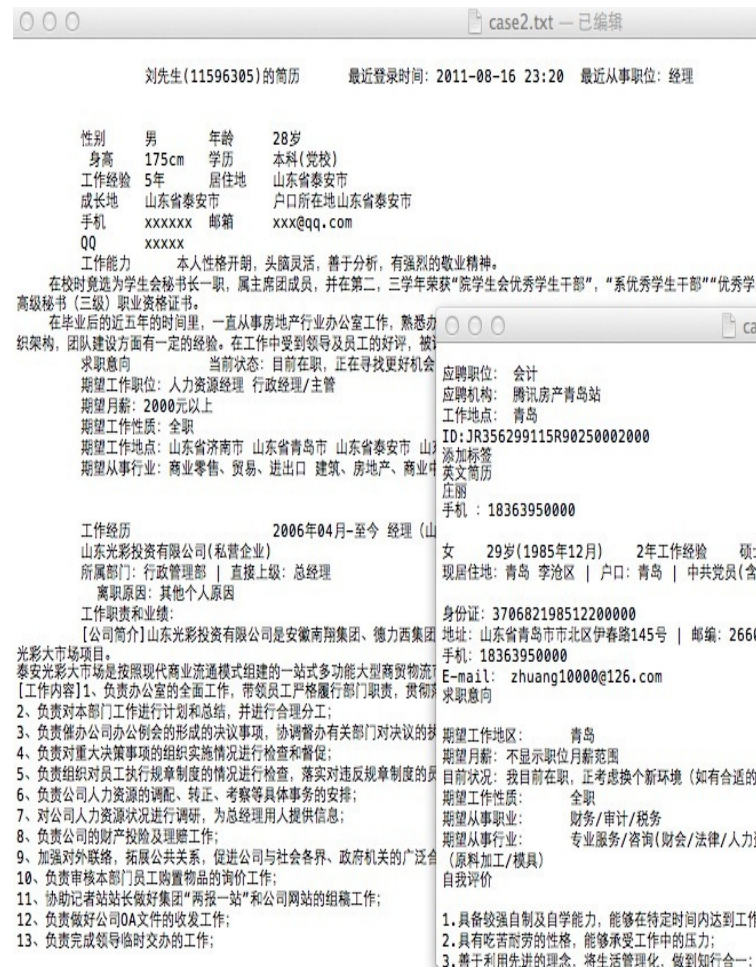 case2.txt — 已编辑
刘先生(11596305)的简历 最近登录时间: 2011-08-16 23:20 最近从事职位: 经理
性别 男 年龄 28岁
身高 175cm 学历 本科(党校)
工作经验 5年 居住地 山东省泰安市
成长地 山东省泰安市 户口所在地山东省泰安市
手机 xxxxxx 邮箱 xxx@qq.com
QQ xxxxx
工作能力 本人性格开朗, 头脑灵活, 善于分析, 有强烈的敬业精神。
在校时竟选为学生会秘书长一职, 属主席团成员, 并在第二, 三学年荣获“院学生会优秀学生干部”, “系优秀学生干部”“优秀学
高级秘书（三级）职业资格证书。
在毕业后的近五年的时间里, 一直从事房地产行业办公室工作, 熟悉办
织架构, 团队建设方面有一定的经验。在工作中受到领导及员工的好评, 被
求职意向 当前状态: 目前在职, 正在寻找更好机会
期望工作职位: 人力资源经理 行政经理/主管
期望月薪: 2000元以上
期望工作性质: 全职
期望工作地点: 山东省济南市 山东省青岛市 山东省泰安市 山
期望从事行业: 商业零售、贸易、进出口 建筑、房地产、商业中
工作经历 2006年04月-至今 经理（山
山东光彩投资有限公司(私营企业)
所属部门: 行政管理部 | 直接上级: 总经理
离职原因: 其他个人原因
工作职责和业绩:
[公司简介]山东光彩投资有限公司是安徽南翔集团、德力西集团
光彩大市场项目。
泰安光彩大市场是按照现代商业流通模式组建的一站式多功能大型商贸物流
[工作内容]1、负责办公室的全面工作, 带领员工严格履行部门职责, 贯彻
2、负责对本部门工作进行计划和总结, 并进行合理分工;
3、负责催办公司办公例会的形成的决议事项, 协调督办有关部门对决议的执
4、负责对重大决策事项的组织实施情况进行检查和督促;
5、负责组织对员工执行规章制度的情况进行检查, 落实对违反规章制度的员
6、负责公司人力资源的调配、转正、考察等具体事务的安排;
7、对公司人力资源状况进行调研, 为总经理用人提供信息;
8、负责公司的财产投险及理赔工作;
9、加强对外联络, 拓展公共关系, 促进公司与社会各界、政府机关的广泛合
10、负责审核本部门员工购置物品的询价工作;
11、协助记者站站长做好集团“两报一站”和公司网站的组稿工作;
12、负责做好公司OA文件的收发工作;
13、负责完成领导临时交办的工作;
ca
应聘职位: 会计
应聘机构: 腾讯房产青岛站
工作地点: 青岛
ID:JR356299115R90250002000
添加标签
英文简历
庄丽
手机 : 18363950000
女 29岁(1985年12月) 2年工作经验 硕
现居住地: 青岛 李沧区 | 户口: 青岛 | 中共党员(含
身份证: 370682198512200000
地址: 山东省青岛市市北区伊春路145号 | 邮编: 2660
手机: 18363950000
E-mail: zhuang10000@126.com
求职意向
期望工作地区: 青岛
期望月薪: 不显示职位月薪范围
目前状况: 我目前在职, 正考虑换个新环境（如有合适的
期望工作性质: 全职
期望从事职业: 财务/审计/税务
期望从事行业: 专业服务/咨询(财会/法律/人力资
（原料加工/模具）
自我评价
1.具备较强自制及自学能力, 能够在特定时间内达到工作
2.具有吃苦耐劳的性格, 能够承受工作中的压力;
3.善于利用先进的理念, 将生活管理化, 做到知行合一;